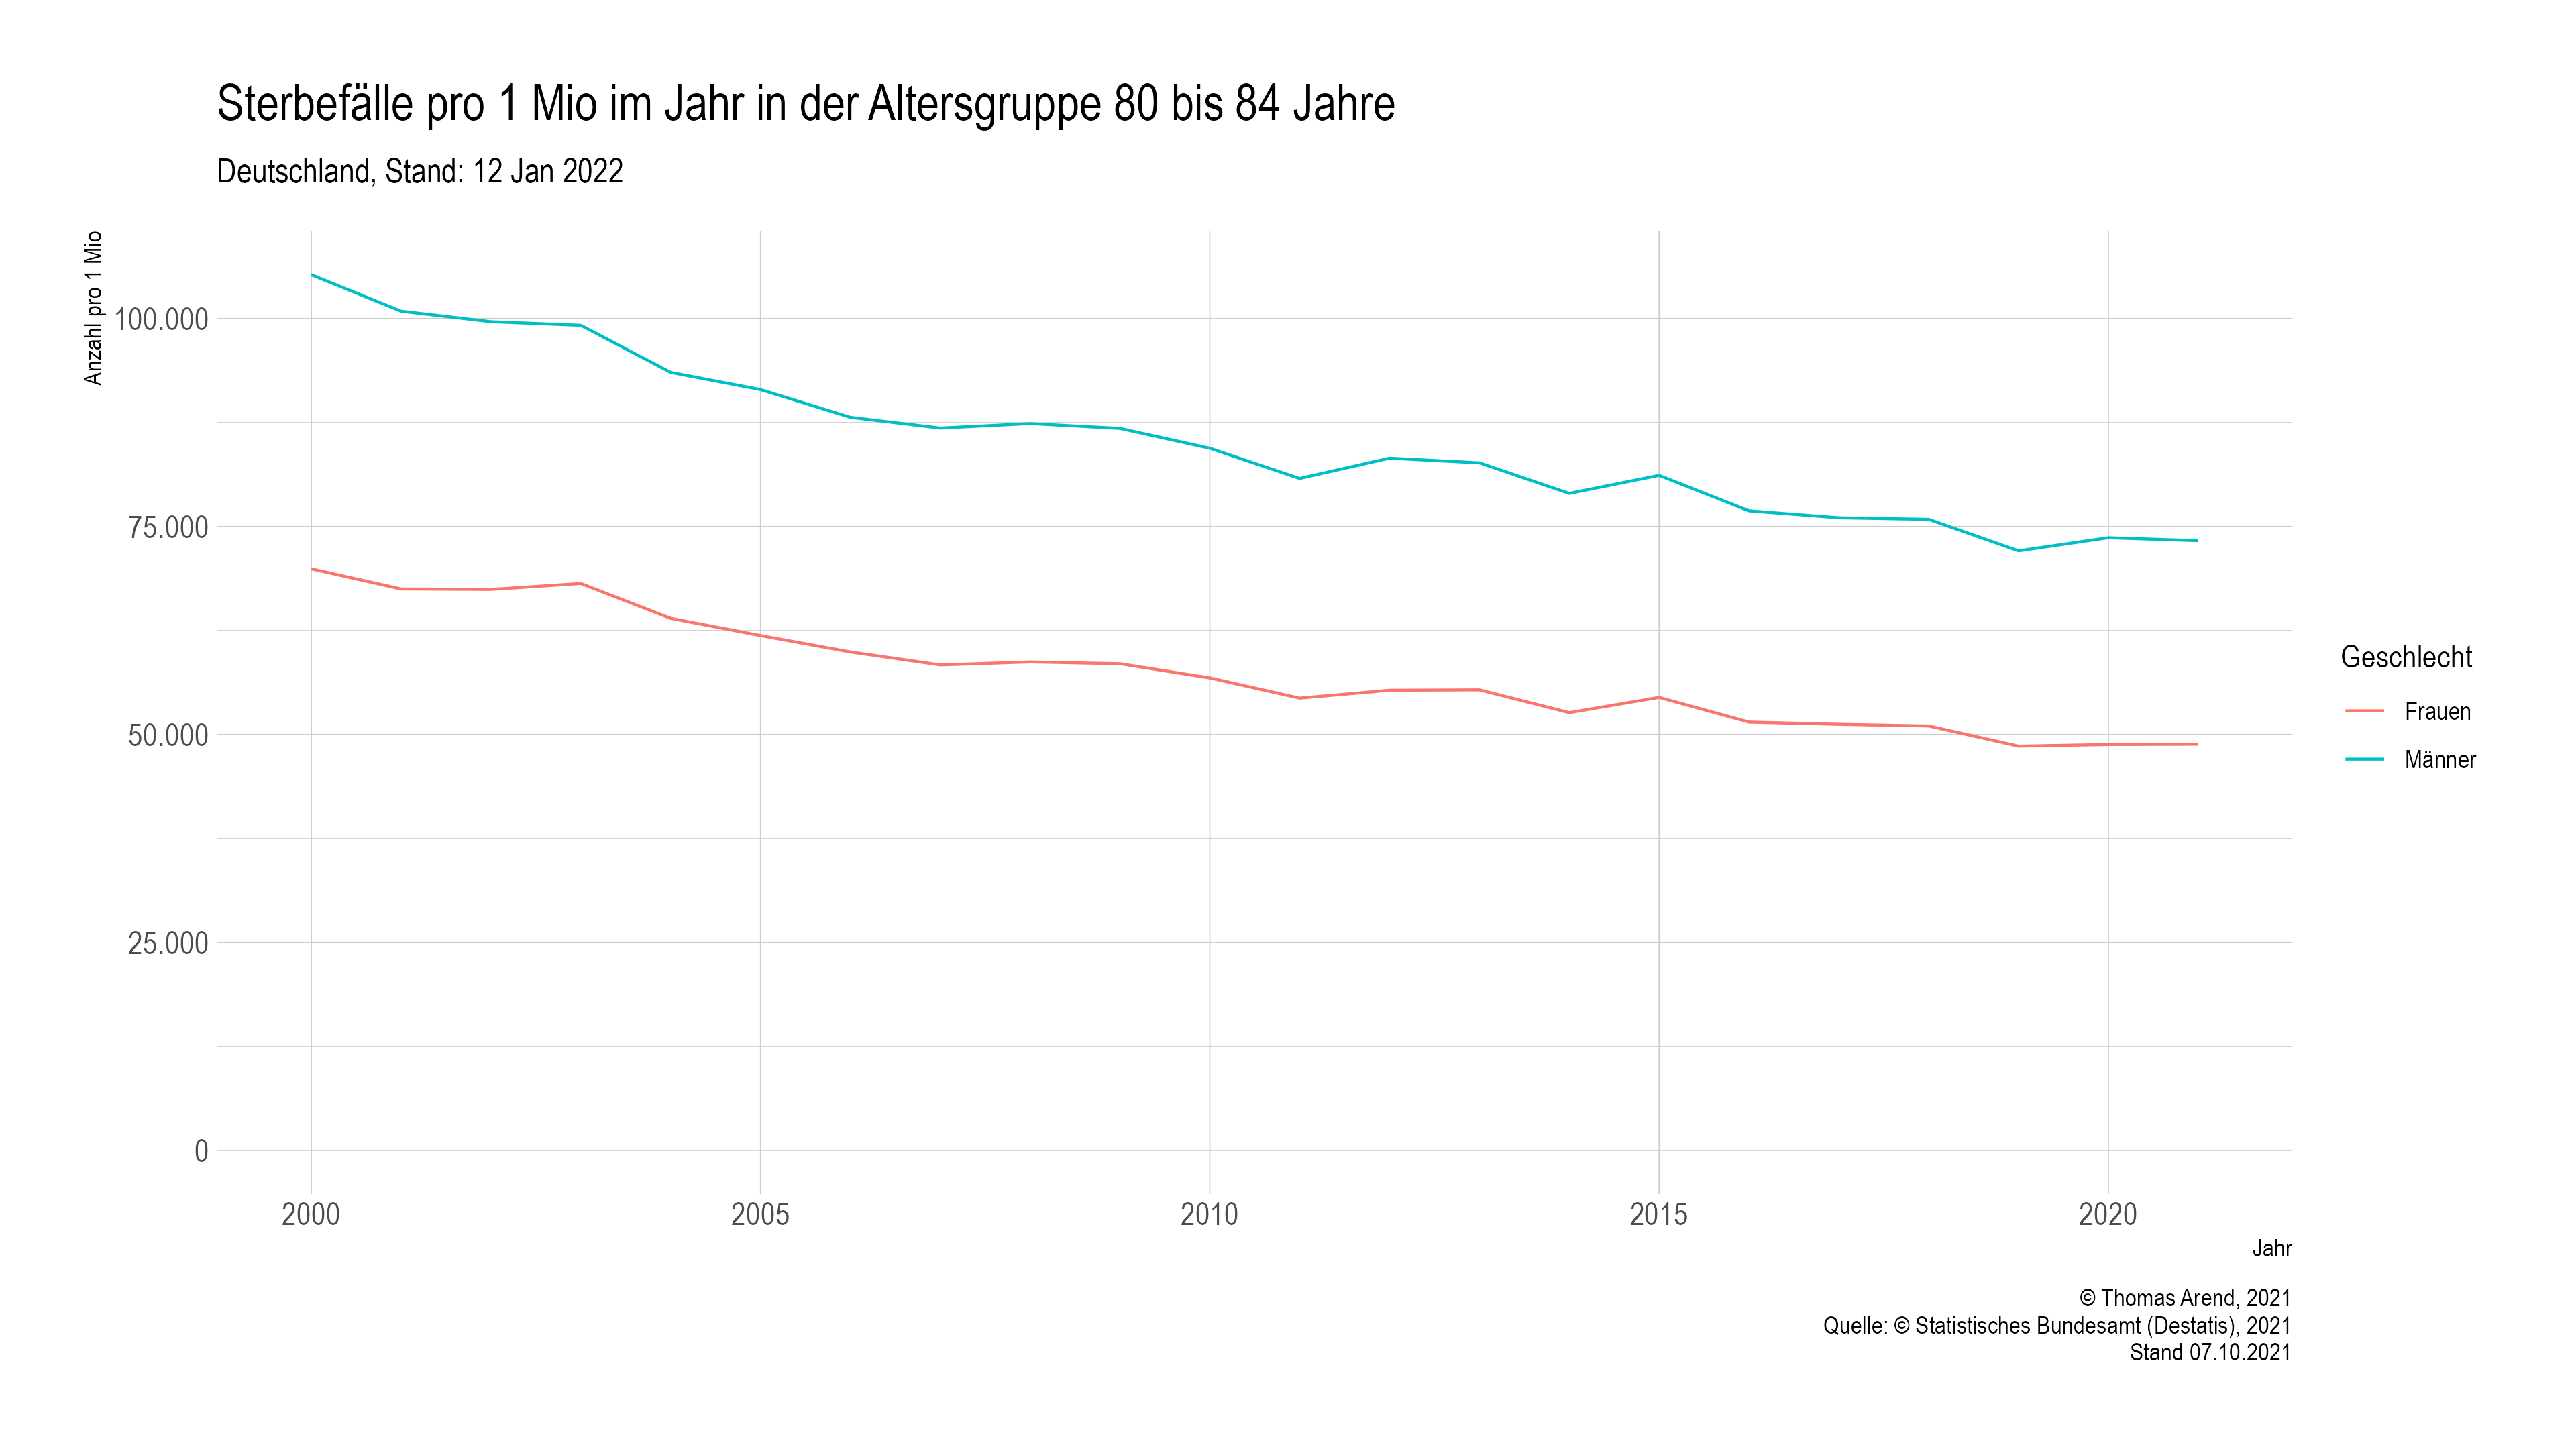 Sterbefälle pro 1 Mio im Jahr in der Altersgruppe 80 bis 84 Jahre
Deutschland, Stand: 12 Jan 2022
Anzahl pro 1 Mio
100.000
75.000
50.000
25.000
0
2000 2005 2010 2015 2020
Jahr
Geschlecht
Frauen
Männer
© Thomas Arend, 2021
Quelle: © Statistisches Bundesamt (Destatis), 2021
Stand 07.10.2021